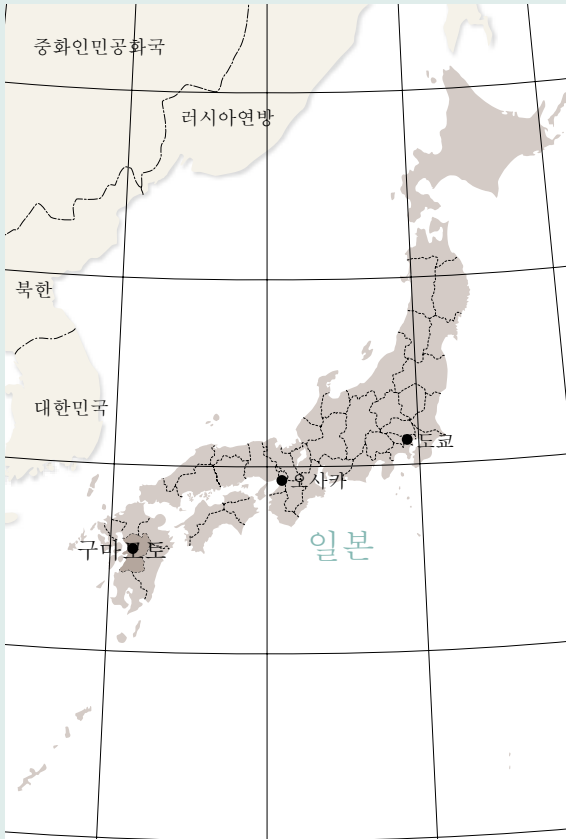 중화인민공화국
러시아연방
북한
대한민국
도쿄
오사카
일본
구마모토